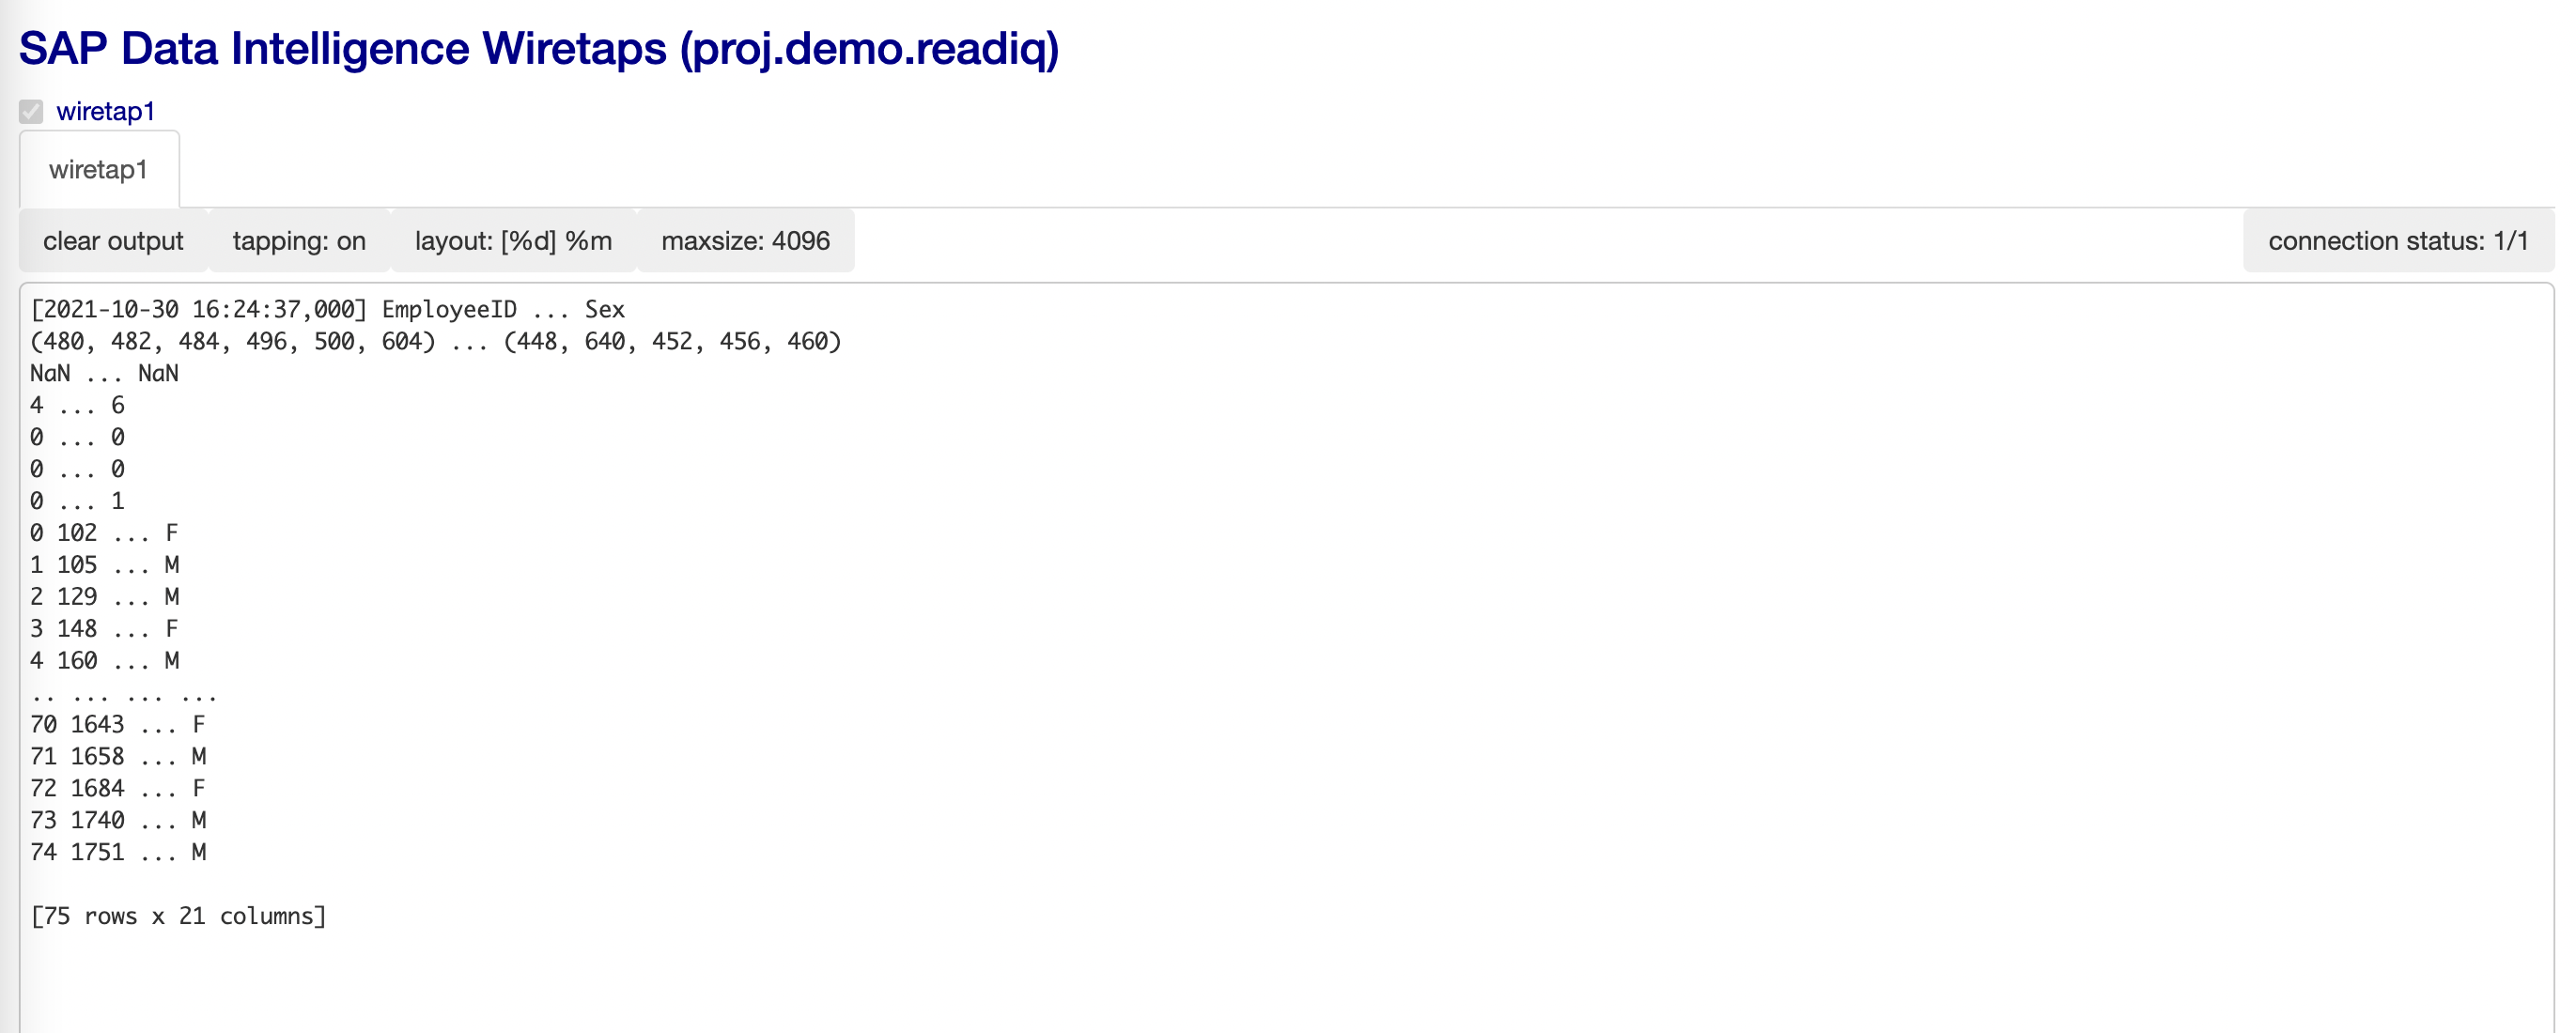 SAP Data Intelligence Wiretaps (proj.demo.readiq)
wiretap1
wiretap1
clear output tapping: on layout: [%d] %m maxsize: 4096 connection status: 1/1
[2021-10-30 16:24:37,000] EmployeeID ... Sex
(480, 482, 484, 496, 500, 604) ... (448, 640, 452, 456, 460)
NaN ... NaN
4 ... 6
0 ... 0
0 ... 0
0 ... 1
0 102 ... F
1 105 ... M
2 129 ... M
3 148 ... F
4 160 ... M
.. ... ... ...
70 1643 ... F
71 1658 ... M
72 1684 ... F
73 1740 ... M
74 1751 ... M
[75 rows x 21 columns]